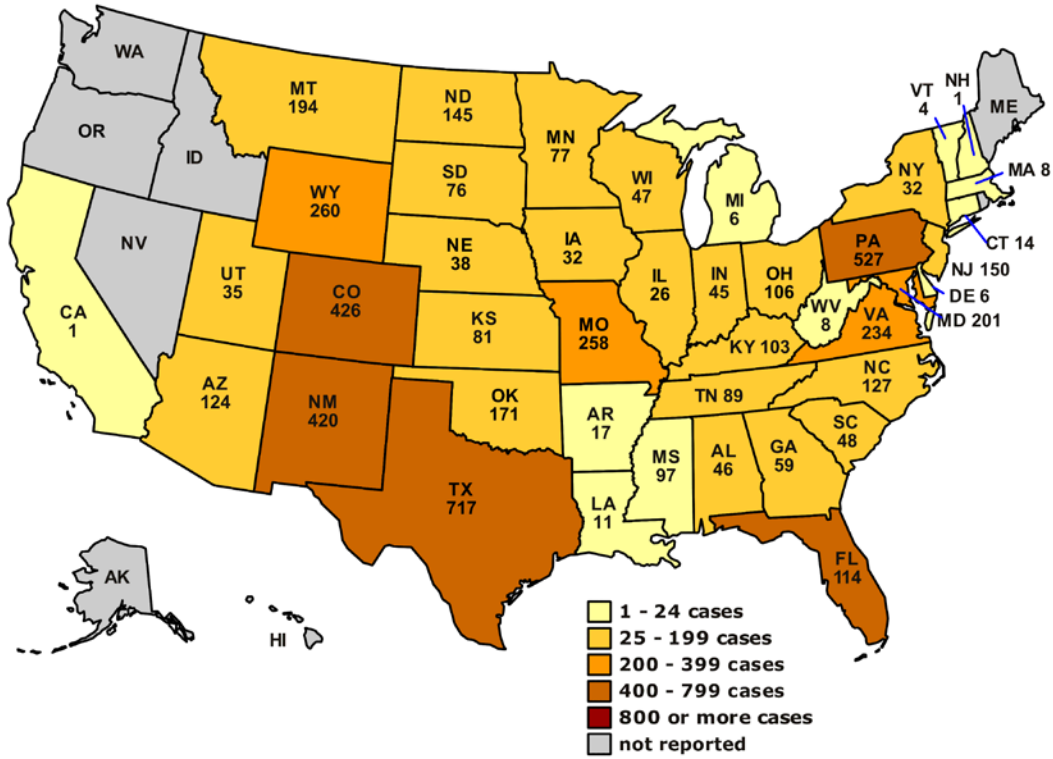 WA
MT
194
ND
145
MN
77
VT
4
NH
1
ME
OR
ID
SD
76
WI
47
MI
6
NY
32
MA 8
WY
260
CT 14
NV
NE
38
IA
32
PA
527
NJ 150
UT
35
CO
426
IL
26
IN
45
OH
106
WV
8
VA
234
DE 6
MD 201
CA
1
KS
81
MO
258
KY 103
AZ
124
NM
420
OK
171
AR
17
TN 89
NC
127
SC
48
MS
97
AL
46
GA
59
TX
717
LA
11
FL
114
AK
HI
1 - 24 cases
25 - 199 cases
200 - 399 cases
400 - 799 cases
800 or more cases
not reported